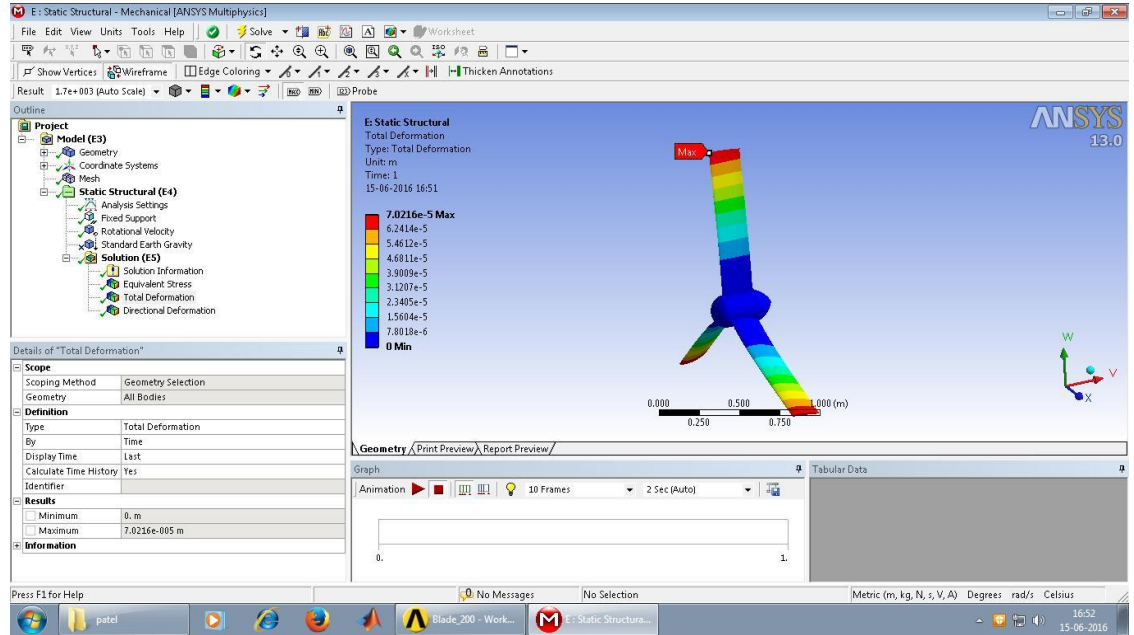 E : Static Structural - Mechanical [ANSYS Multiphysics]
File Edit View Units Tools Help Solve Worksheet
Show Vertices Wireframe Edge Coloring Thicken Annotations
Result 1.7e+003 (Auto Scale) Probe
Outline
Project
Model (E3)
Geometry
Coordinate Systems
Mesh
Static Structural (E4)
Analysis Settings
Fixed Support
Rotational Velocity
Standard Earth Gravity
Solution (E5)
Solution Information
Equivalent Stress
Total Deformation
Directional Deformation
Details of "Total Deformation"
Scope
Scoping Method Geometry Selection
Geometry All Bodies
Definition
Type Total Deformation
By Time
Display Time Last
Calculate Time History Yes
Identifier
Results
Minimum 0. m
Maximum 7.0216e-005 m
Information
E: Static Structural
Total Deformation
Type: Total Deformation
Unit: m
Time: 1
15-06-2016 16:51
7.0216e-5 Max
6.2414e-5
5.4612e-5
4.6811e-5
3.9009e-5
3.1207e-5
2.3405e-5
1.5604e-5
7.8018e-6
0 Min
ANSYS
13.0
Max
W
V
X
0.000 0.500 1.000 (m)
0.250 0.750
Geometry Print Preview Report Preview
Graph
Animation 10 Frames 2 Sec (Auto)
0. 1.
Tabular Data
Press F1 for Help No Messages No Selection Metric (m, kg, N, s, V, A) Degrees rad/s Celsius
patel Blade_200 - Work... E : Static Structura... 16:52
15-06-2016